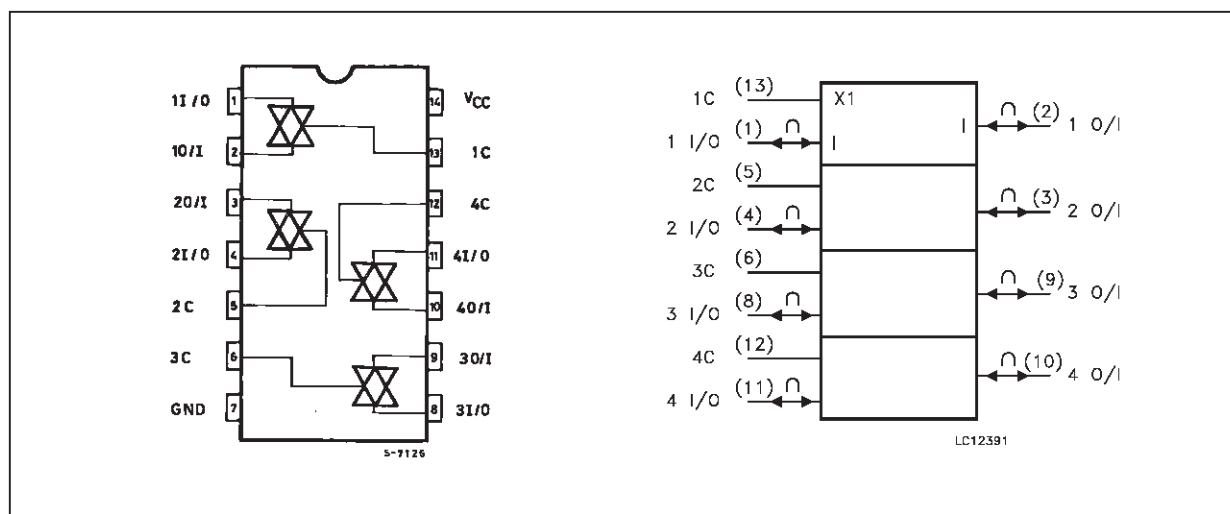 1I/O 1 14 VCC
1O/I 2 13 1C
2O/I 3 12 4C
2I/O 4 11 4I/O
2C 5 10 4O/I
3C 6 9 3O/I
GND 7 8 3I/O
S-7126
1C (13) X1
1 I/O (1) ∩ I
I ∩ (2) 1 O/I
2C (5)
2 I/O (4) ∩
∩ (3) 2 O/I
3C (6)
3 I/O (8) ∩
∩ (9) 3 O/I
4C (12)
4 I/O (11) ∩
∩ (10) 4 O/I
LC12391